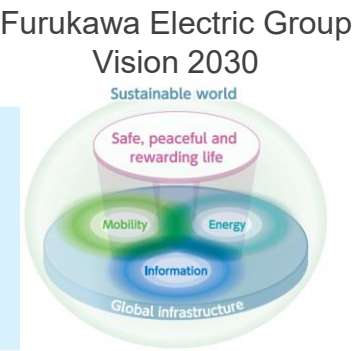 Furukawa Electric Group
Vision 2030
Sustainable world
Safe, peaceful and
rewarding life
Mobility
Energy
Information
Global infrastructure